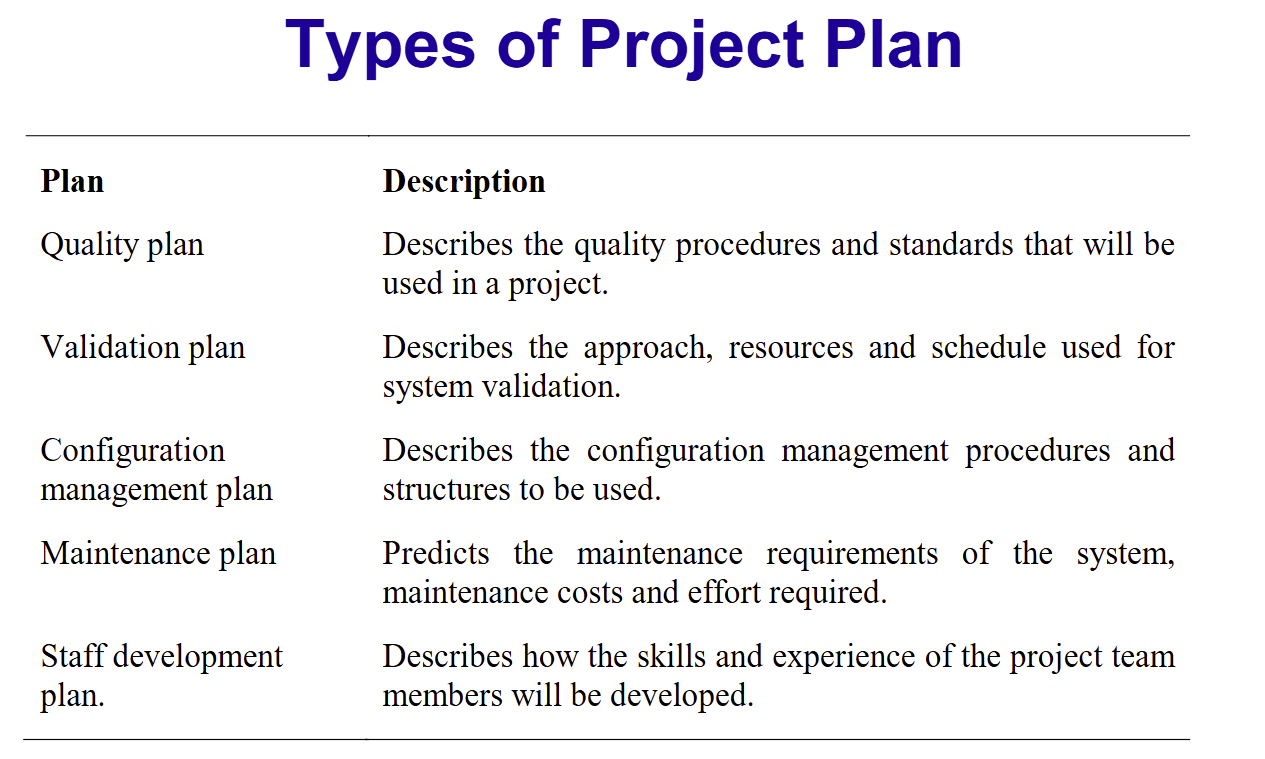 Types of Project Plan
Plan
Description
Quality plan
Describes the quality procedures and standards that will be
used in a project.
Validation plan
Describes the approach, resources and schedule used for
system validation.
Configuration
management plan
Describes the configuration management procedures and
structures to be used.
Maintenance plan
Predicts the maintenance requirements of the system,
maintenance costs and effort required.
Staff development
plan.
Describes how the skills and experience of the project team
members will be developed.